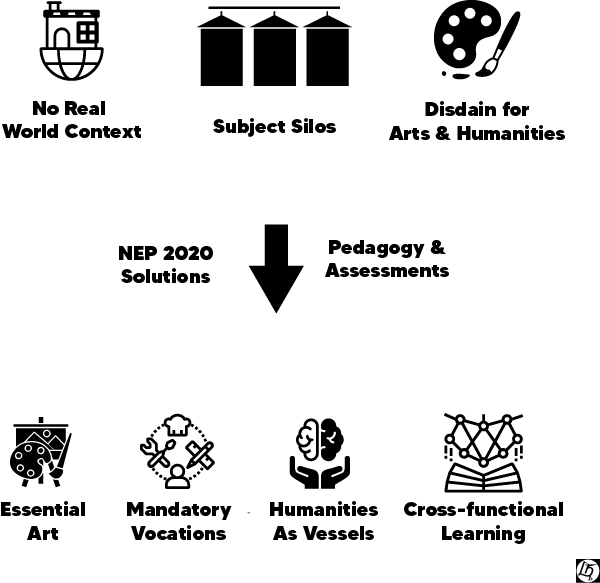 No Real
World Context
Subject Silos
Disdain for
Arts & Humanities
NEP 2020
Solutions
Pedagogy &
Assessments
Essential
Art
Mandatory
Vocations
Humanities
As Vessels
Cross-functional
Learning